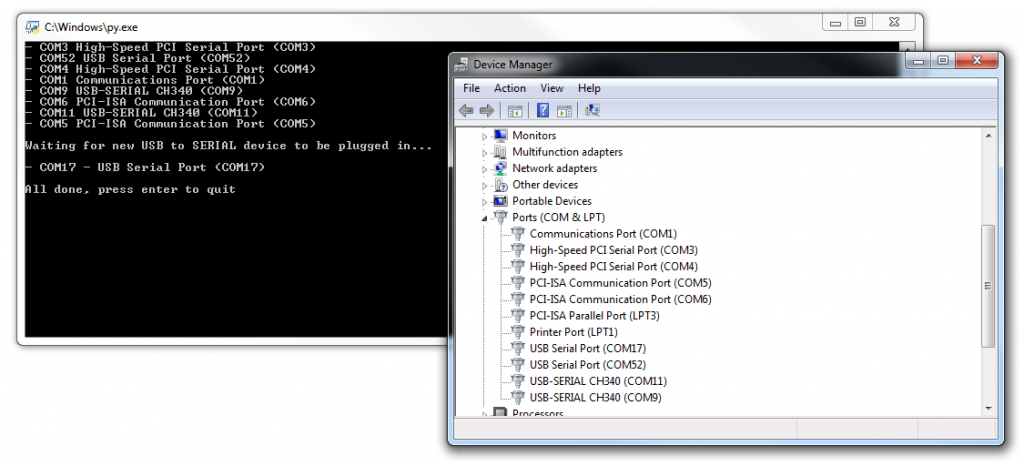 C:\Windows\py.exe
- COM3 High-Speed PCI Serial Port (COM3)
- COM52 USB Serial Port (COM52)
- COM4 High-Speed PCI Serial Port (COM4)
- COM1 Communications Port (COM1)
- COM9 USB-SERIAL CH340 (COM9)
- COM6 PCI-ISA Communication Port (COM6)
- COM11 USB-SERIAL CH340 (COM11)
- COM5 PCI-ISA Communication Port (COM5)
Waiting for new USB to SERIAL device to be plugged in...
- COM17 - USB Serial Port (COM17)
All done, press enter to quit
Device Manager
File Action View Help
Monitors
Multifunction adapters
Network adapters
Other devices
Portable Devices
Ports (COM & LPT)
Communications Port (COM1)
High-Speed PCI Serial Port (COM3)
High-Speed PCI Serial Port (COM4)
PCI-ISA Communication Port (COM5)
PCI-ISA Communication Port (COM6)
PCI-ISA Parallel Port (LPT3)
Printer Port (LPT1)
USB Serial Port (COM17)
USB Serial Port (COM52)
USB-SERIAL CH340 (COM11)
USB-SERIAL CH340 (COM9)
Processors